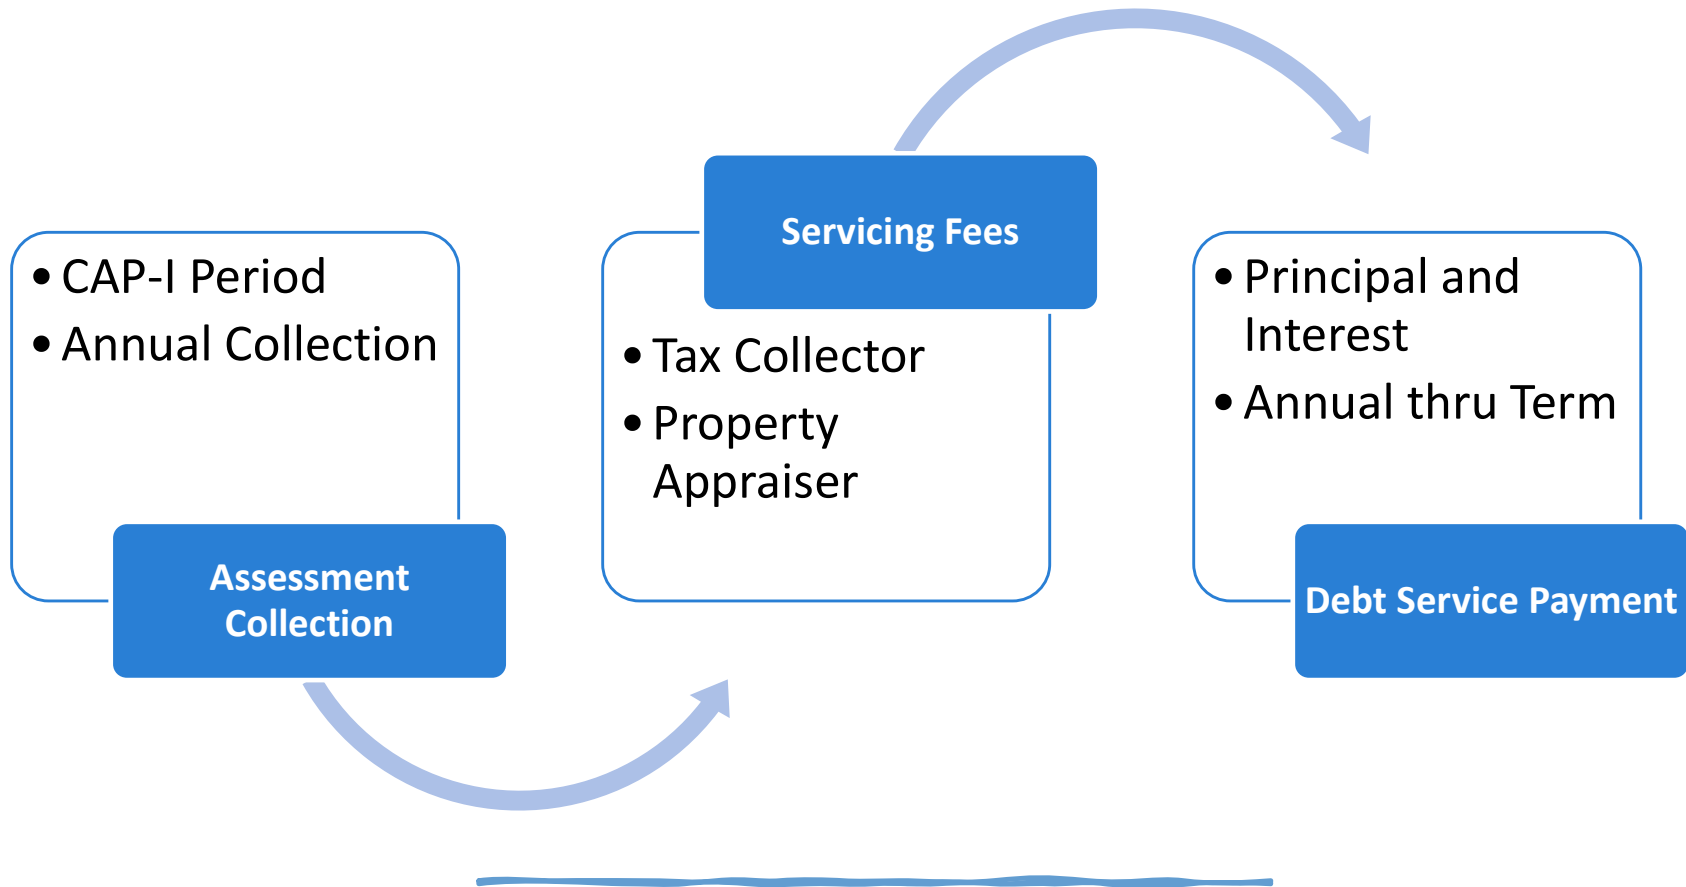 • CAP-I Period
• Annual Collection
Assessment
Collection
Servicing Fees
• Tax Collector
• Property
Appraiser
• Principal and
Interest
• Annual thru Term
Debt Service Payment